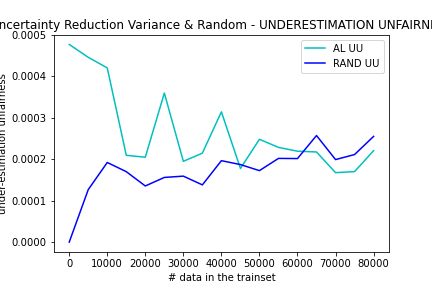 ncertainty Reduction Variance & Random - UNDERESTIMATION UNFAIRN
AL UU
RAND UU
0.0005
0.0004
0.0003
0.0002
0.0001
0.0000
under-estimation unfairness
0 10000 20000 30000 40000 50000 60000 70000 80000
# data in the trainset